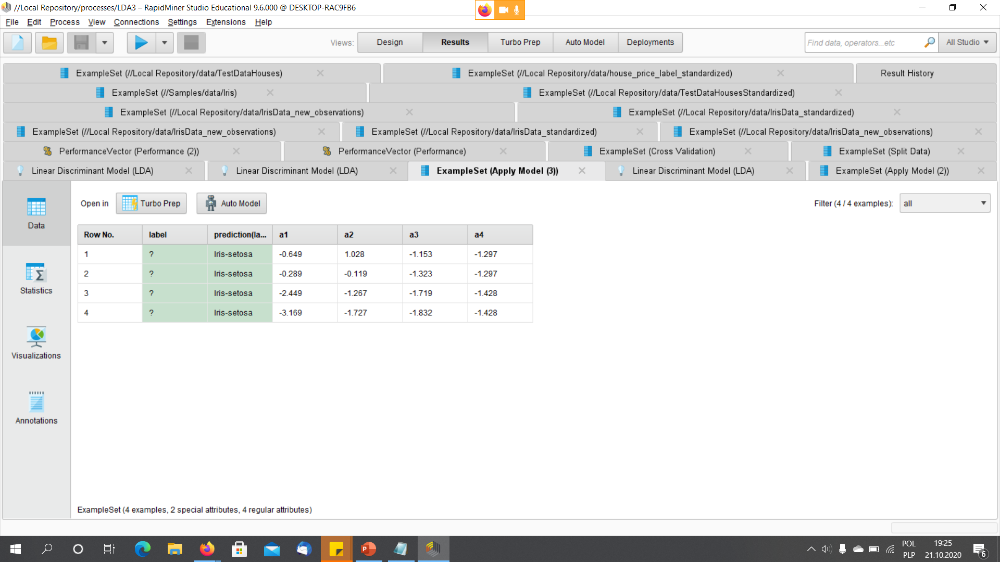 //Local Repository/processes/LDA3 – RapidMiner Studio Educational 9.6.000 @ DESKTOP-RAC9FB6
File Edit Process View Connections Settings Extensions Help
Views: Design Results Turbo Prep Auto Model Deployments Find data, operators...etc All Studio
ExampleSet (//Local Repository/data/TestDataHouses) ExampleSet (//Local Repository/data/house_price_label_standardized) Result History
ExampleSet (//Samples/data/Iris) ExampleSet (//Local Repository/data/TestDataHousesStandardized)
ExampleSet (//Local Repository/data/IrisData_new_observations) ExampleSet (//Local Repository/data/IrisData_standardized)
ExampleSet (//Local Repository/data/IrisData_new_observations) ExampleSet (//Local Repository/data/IrisData_standardized) ExampleSet (//Local Repository/data/IrisData_new_observations)
% PerformanceVector (Performance (2)) % PerformanceVector (Performance) ExampleSet (Cross Validation) ExampleSet (Split Data)
Linear Discriminant Model (LDA) Linear Discriminant Model (LDA) ExampleSet (Apply Model (3)) Linear Discriminant Model (LDA) ExampleSet (Apply Model (2))
Data
Statistics
Visualizations
Annotations
Open in Turbo Prep Auto Model Filter (4 / 4 examples): all
Row No. label prediction(la... a1 a2 a3 a4
1 ? Iris-setosa -0.649 1.028 -1.153 -1.297
2 ? Iris-setosa -0.289 -0.119 -1.323 -1.297
3 ? Iris-setosa -2.449 -1.267 -1.719 -1.428
4 ? Iris-setosa -3.169 -1.727 -1.832 -1.428
ExampleSet (4 examples, 2 special attributes, 4 regular attributes)
POL 19:25
PLP 21.10.2020 6